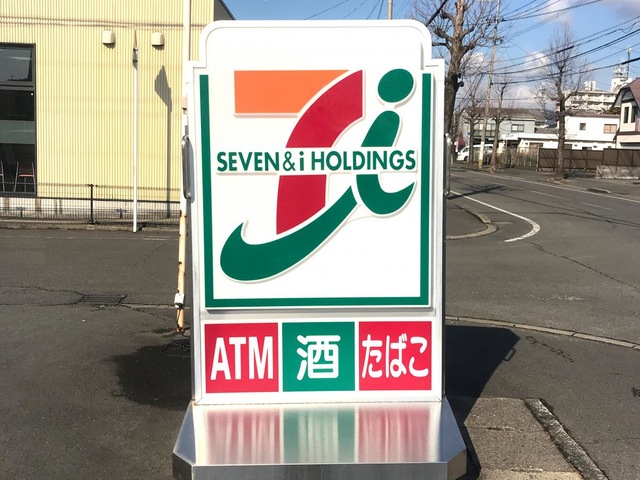 SEVEN & i HOLDINGS
ATM 酒 たばこ